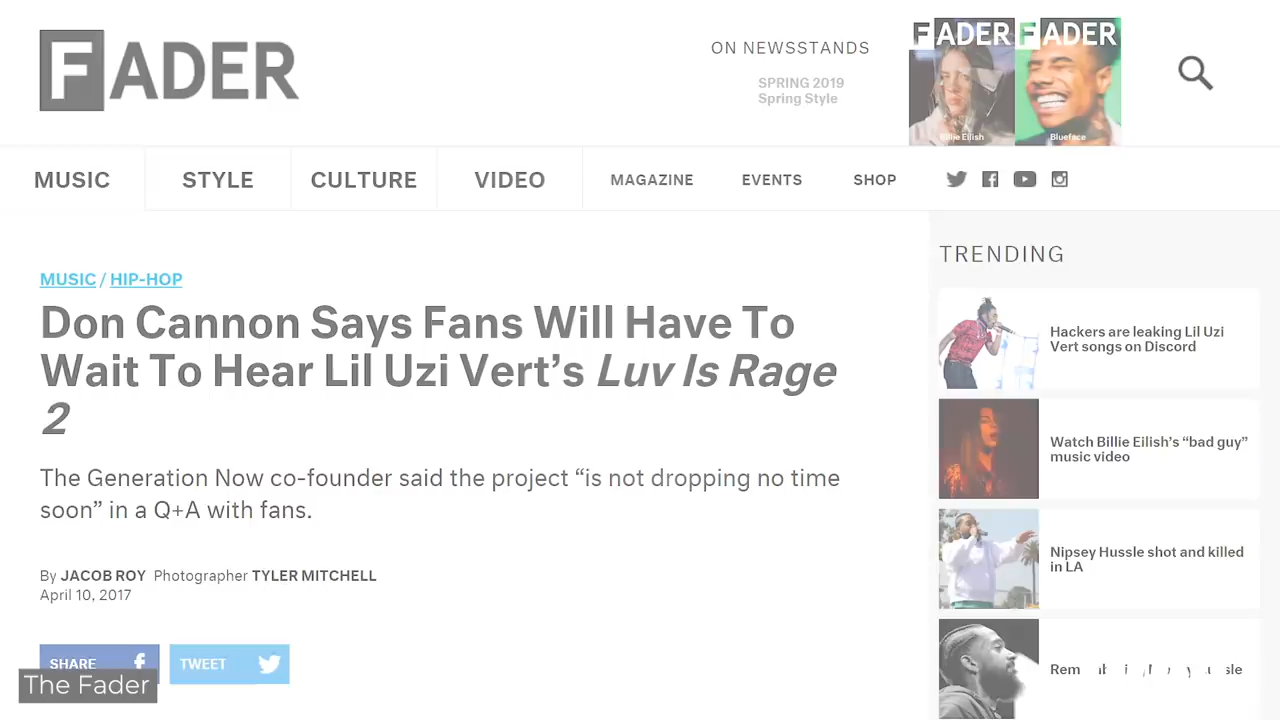 FADER
ON NEWSSTANDS
SPRING 2019
Spring Style
FADER
FADER
Billie Eilish
Blueface
MUSIC
STYLE
CULTURE
VIDEO
MAGAZINE
EVENTS
SHOP
MUSIC / HIP-HOP
Don Cannon Says Fans Will Have To
Wait To Hear Lil Uzi Vert’s Luv Is Rage
2
The Generation Now co-founder said the project “is not dropping no time
soon” in a Q+A with fans.
By JACOB ROY Photographer TYLER MITCHELL
April 10, 2017
SHARE
TWEET
The Fader
TRENDING
Hackers are leaking Lil Uzi
Vert songs on Discord
Watch Billie Eilish’s “bad guy”
music video
Nipsey Hussle shot and killed
in LA